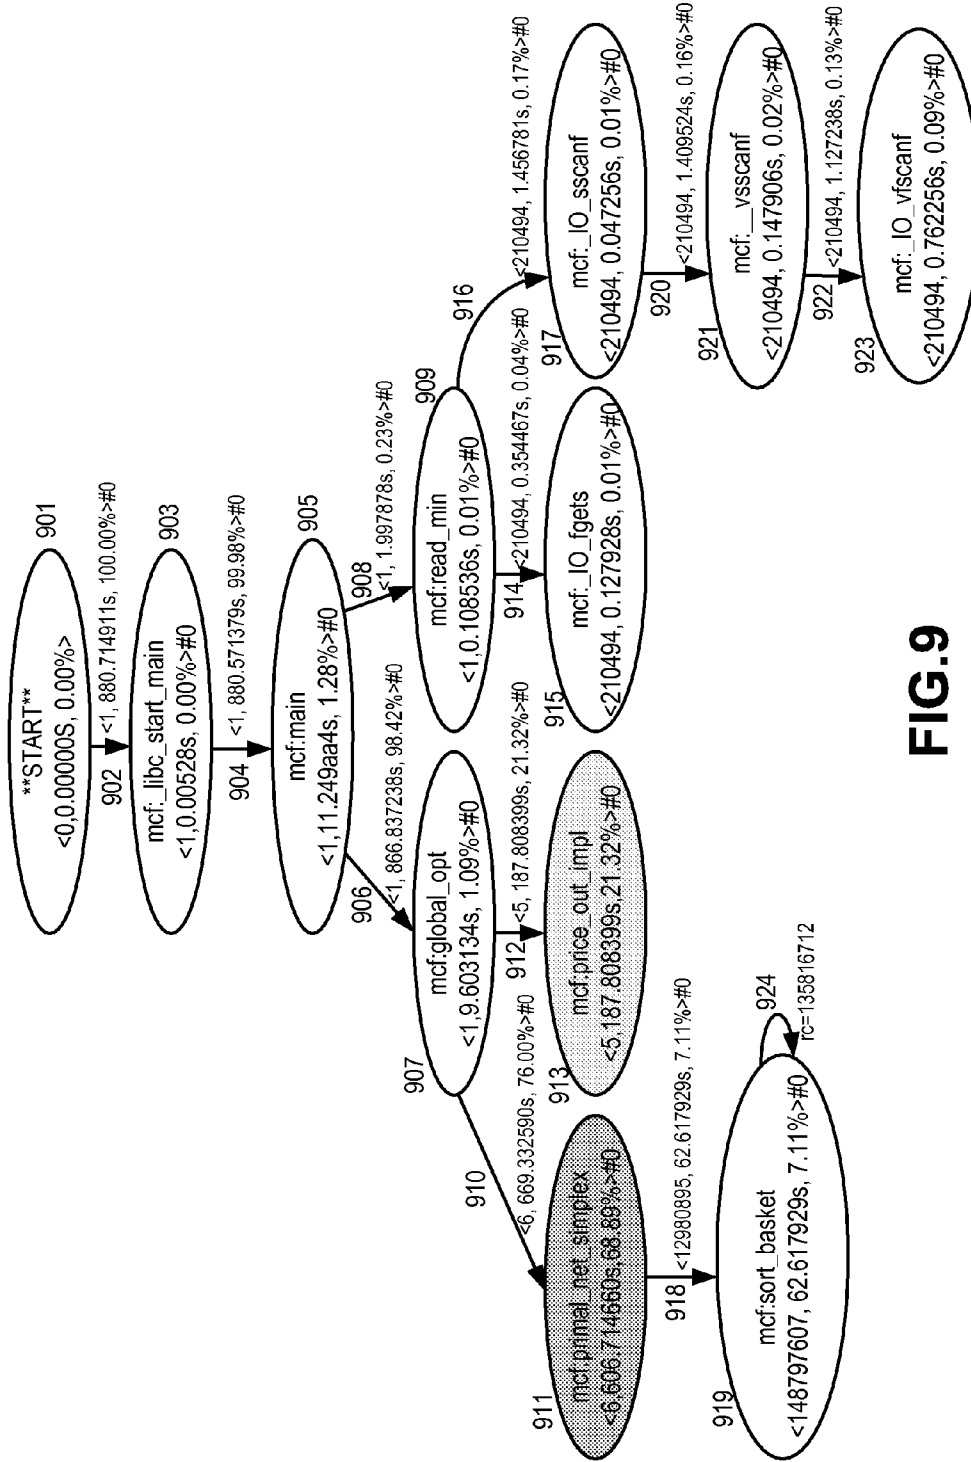 **START**
<0,0.00000S, 0.00%>
901
902
<1, 880.714911s, 100.00%>#0
mcf:_libc_start_main
<1,0.00528s, 0.00%>#0
903
904
<1, 880.571379s, 99.98%>#0
mcf:main
<1,11.249aa4s, 1.28%>#0
905
906
<1, 866.837238s, 98.42%>#0
908
<1, 1.997878s, 0.23%>#0
907
mcf:global_opt
<1,9.603134s, 1.09%>#0
mcf:read_min
<1,0.108536s, 0.01%>#0
909
910
<6, 669.332590s, 76.00%>#0
912
<5, 187.808399s, 21.32%>#0
914
<210494, 0.354467s, 0.04%>#0
916
<210494, 1.456781s, 0.17%>#0
911
mcf:primal_net_simplex
<6,606.714660s,68.89%>#0
913
mcf:price_out_impl
<5,187.808399s,21.32%>#0
915
mcf:_IO_fgets
<210494, 0.127928s, 0.01%>#0
917
mcf:_IO_sscanf
<210494, 0.047256s, 0.01%>#0
918
<12980895, 62.617929s, 7.11%>#0
920
<210494, 1.409524s, 0.16%>#0
919
mcf:sort_basket
<148797607, 62.617929s, 7.11%>#0
924
rc=135816712
921
mcf:__vsscanf
<210494, 0.147906s, 0.02%>#0
922
<210494, 1.127238s, 0.13%>#0
923
mcf:_IO_vfscanf
<210494, 0.762256s, 0.09%>#0
FIG.9